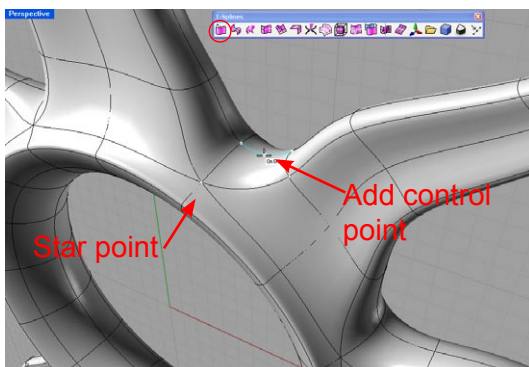 Perspective
T-Splines
Star point
Add control
point